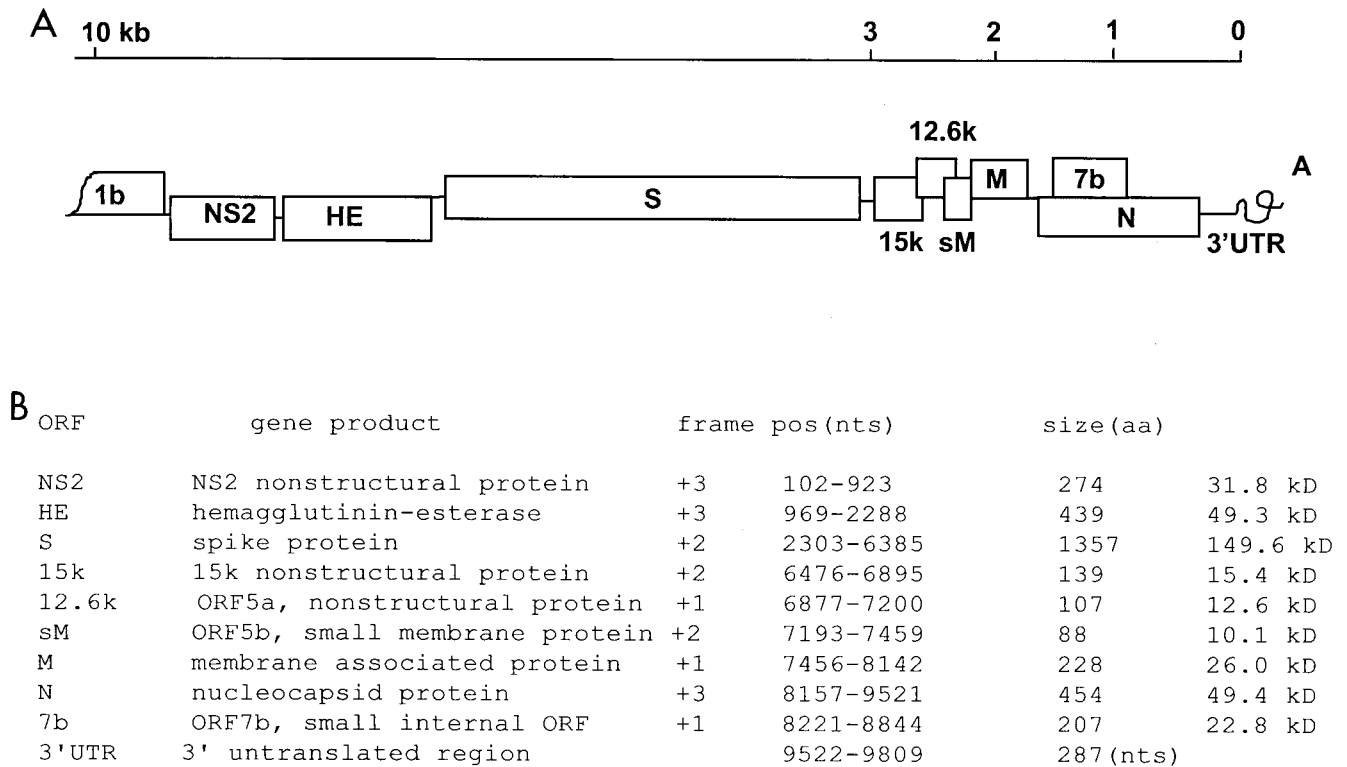 A 10 kb 3 2 1 0
12.6k
1b NS2 HE S M 7b N A
15k sM 3'UTR
B ORF gene product frame pos(nts) size(aa)
NS2 NS2 nonstructural protein +3 102-923 274 31.8 kD
HE hemagglutinin-esterase +3 969-2288 439 49.3 kD
S spike protein +2 2303-6385 1357 149.6 kD
15k 15k nonstructural protein +2 6476-6895 139 15.4 kD
12.6k ORF5a, nonstructural protein +1 6877-7200 107 12.6 kD
sM ORF5b, small membrane protein +2 7193-7459 88 10.1 kD
M membrane associated protein +1 7456-8142 228 26.0 kD
N nucleocapsid protein +3 8157-9521 454 49.4 kD
7b ORF7b, small internal ORF +1 8221-8844 207 22.8 kD
3'UTR 3' untranslated region 9522-9809 287(nts)